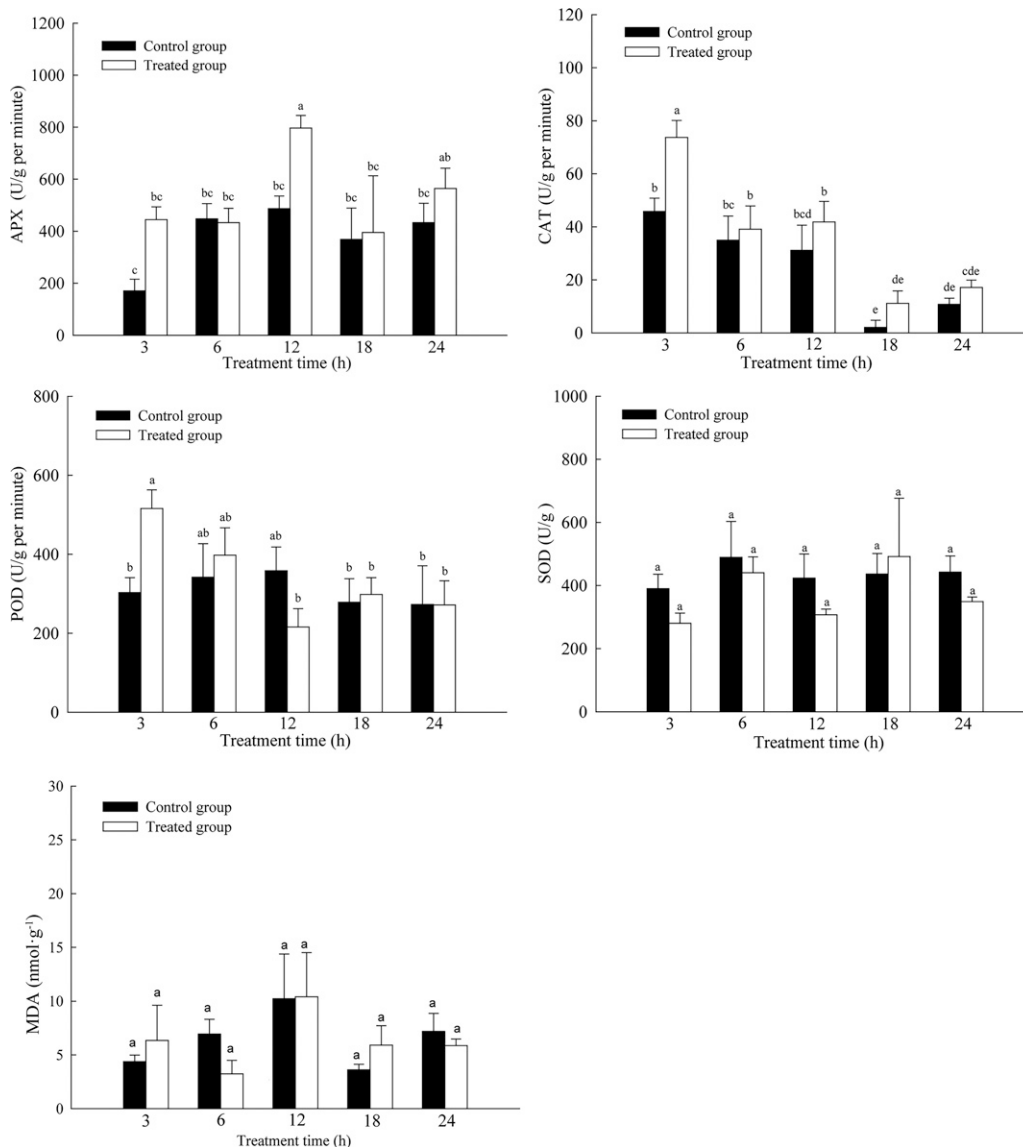 1200
1000
800
600
400
200
0
APX (U/g per minute)
Control group
Treated group
c bc bc bc bc a bc bc bc ab
3 6 12 18 24
Treatment time (h)
120
100
80
60
40
20
0
CAT (U/g per minute)
Control group
Treated group
b a bc b bcd b e de de cde
3 6 12 18 24
Treatment time (h)
800
600
400
200
0
POD (U/g per minute)
Control group
Treated group
b a ab ab ab b b b b b
3 6 12 18 24
Treatment time (h)
1000
800
600
400
200
0
SOD (U/g )
Control group
Treated group
a a a a a a a a a a
3 6 12 18 24
Treatment time (h)
30
25
20
15
10
5
0
MDA (nmol·g⁻¹)
Control group
Treated group
a a a a a a a a a a
3 6 12 18 24
Treatment time (h)